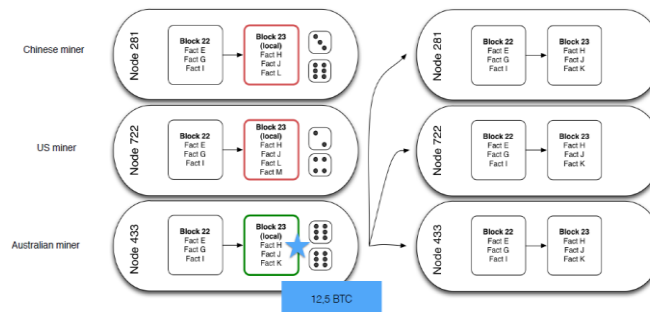 Chinese miner
Node 281
Block 22
Fact E
Fact G
Fact I
Block 23
(local)
Fact H
Fact J
Fact L
Node 281
Block 22
Fact E
Fact G
Fact I
Block 23
Fact H
Fact J
Fact K
US miner
Node 722
Block 22
Fact E
Fact G
Fact I
Block 23
(local)
Fact H
Fact J
Fact L
Fact M
Node 722
Block 22
Fact E
Fact G
Fact I
Block 23
Fact H
Fact J
Fact K
Australian miner
Node 433
Block 22
Fact E
Fact G
Fact I
Block 23
(local)
Fact H
Fact J
Fact K
Node 433
Block 22
Fact E
Fact G
Fact I
Block 23
Fact H
Fact J
Fact K
12,5 BTC